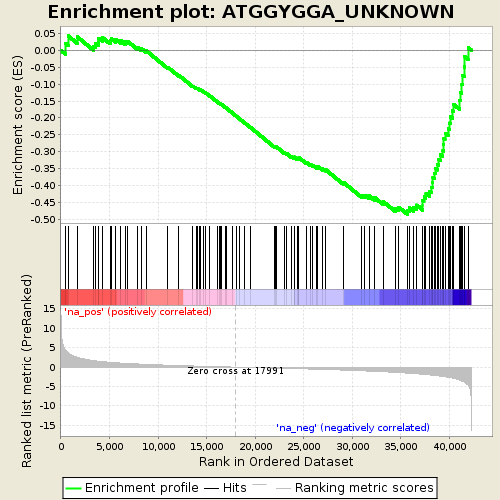 Enrichment plot: ATGGYGGA_UNKNOWN
Enrichment score (ES)
0.05
0.00
-0.05
-0.10
-0.15
-0.20
-0.25
-0.30
-0.35
-0.40
-0.45
-0.50
Ranked list metric (PreRanked)
15
10
5
0
-5
-10
-15
'na_pos' (positively correlated)
Zero cross at 17991
'na_neg' (negatively correlated)
0 5,000 10,000 15,000 20,000 25,000 30,000 35,000 40,000
Rank in Ordered Dataset
Enrichment profile Hits Ranking metric scores